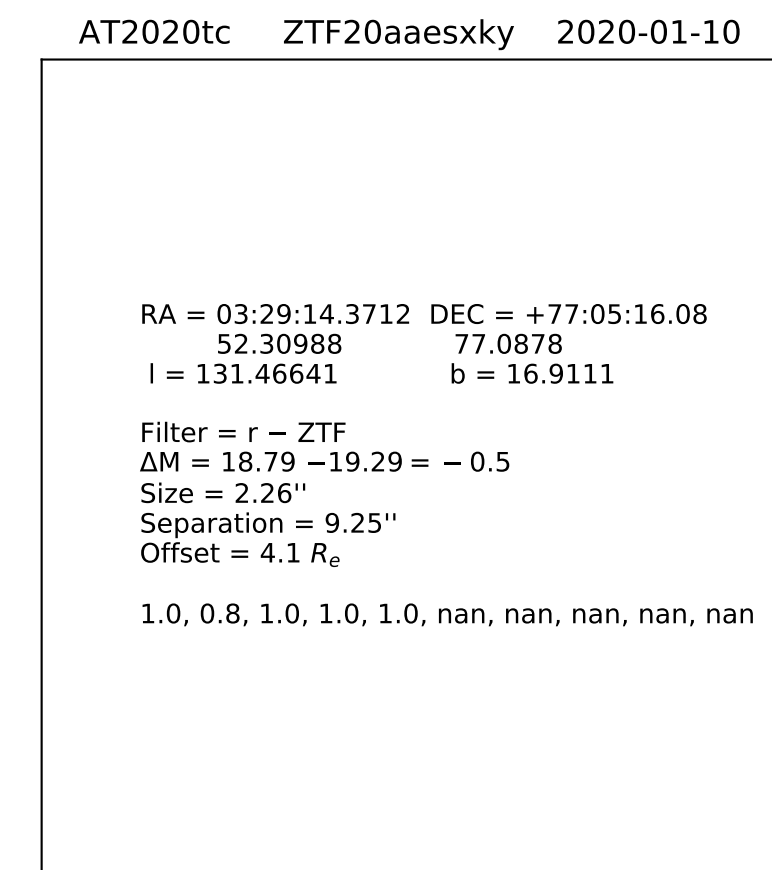 AT2020tc ZTF20aaesxky 2020-01-10
RA = 03:29:14.3712 DEC = +77:05:16.08
52.30988 77.0878
l = 131.46641 b = 16.9111
Filter = r − ZTF
ΔM = 18.79 −19.29 = − 0.5
Size = 2.26''
Separation = 9.25''
Offset = 4.1 Rₑ
1.0, 0.8, 1.0, 1.0, 1.0, nan, nan, nan, nan, nan